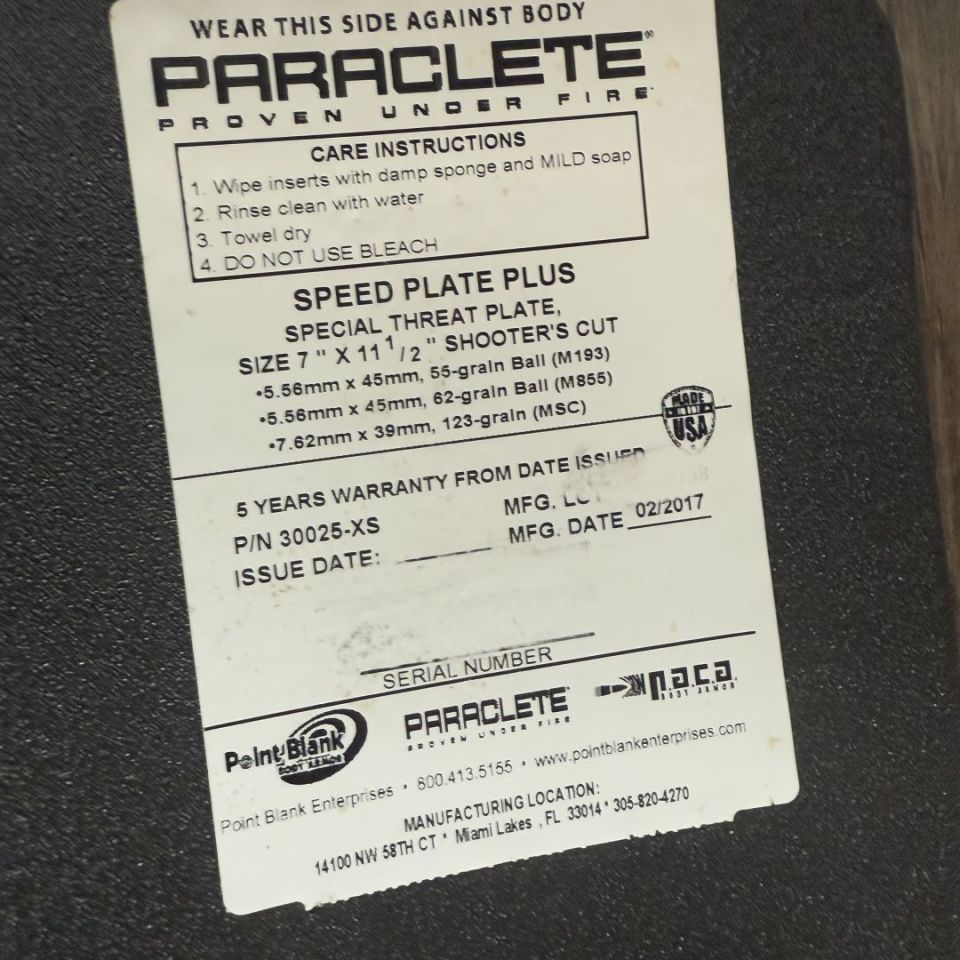 WEAR THIS SIDE AGAINST BODY
PARACLETE®
PROVEN UNDER FIRE
CARE INSTRUCTIONS
1. Wipe inserts with damp sponge and MILD soap
2. Rinse clean with water
3. Towel dry
4. DO NOT USE BLEACH
SPEED PLATE PLUS
SPECIAL THREAT PLATE,
SIZE 7 " X 11 1/2 " SHOOTER'S CUT
•5.56mm x 45mm, 55-grain Ball (M193)
•5.56mm x 45mm, 62-grain Ball (M855)
•7.62mm x 39mm, 123-grain (MSC)
MADE IN THE USA
5 YEARS WARRANTY FROM DATE ISSUED
P/N 30025-XS MFG.
ISSUE DATE: MFG. DATE 02/2017
SERIAL NUMBER
Point Blank BODY ARMOR
PARACLETE PROVEN UNDER FIRE
p.a.c.a. BODY ARMOR
Point Blank Enterprises • 800.413.5155 • www.pointblankenterprises.com
MANUFACTURING LOCATION:
14100 NW 58TH CT * Miami Lakes , FL 33014 * 305-820-4270